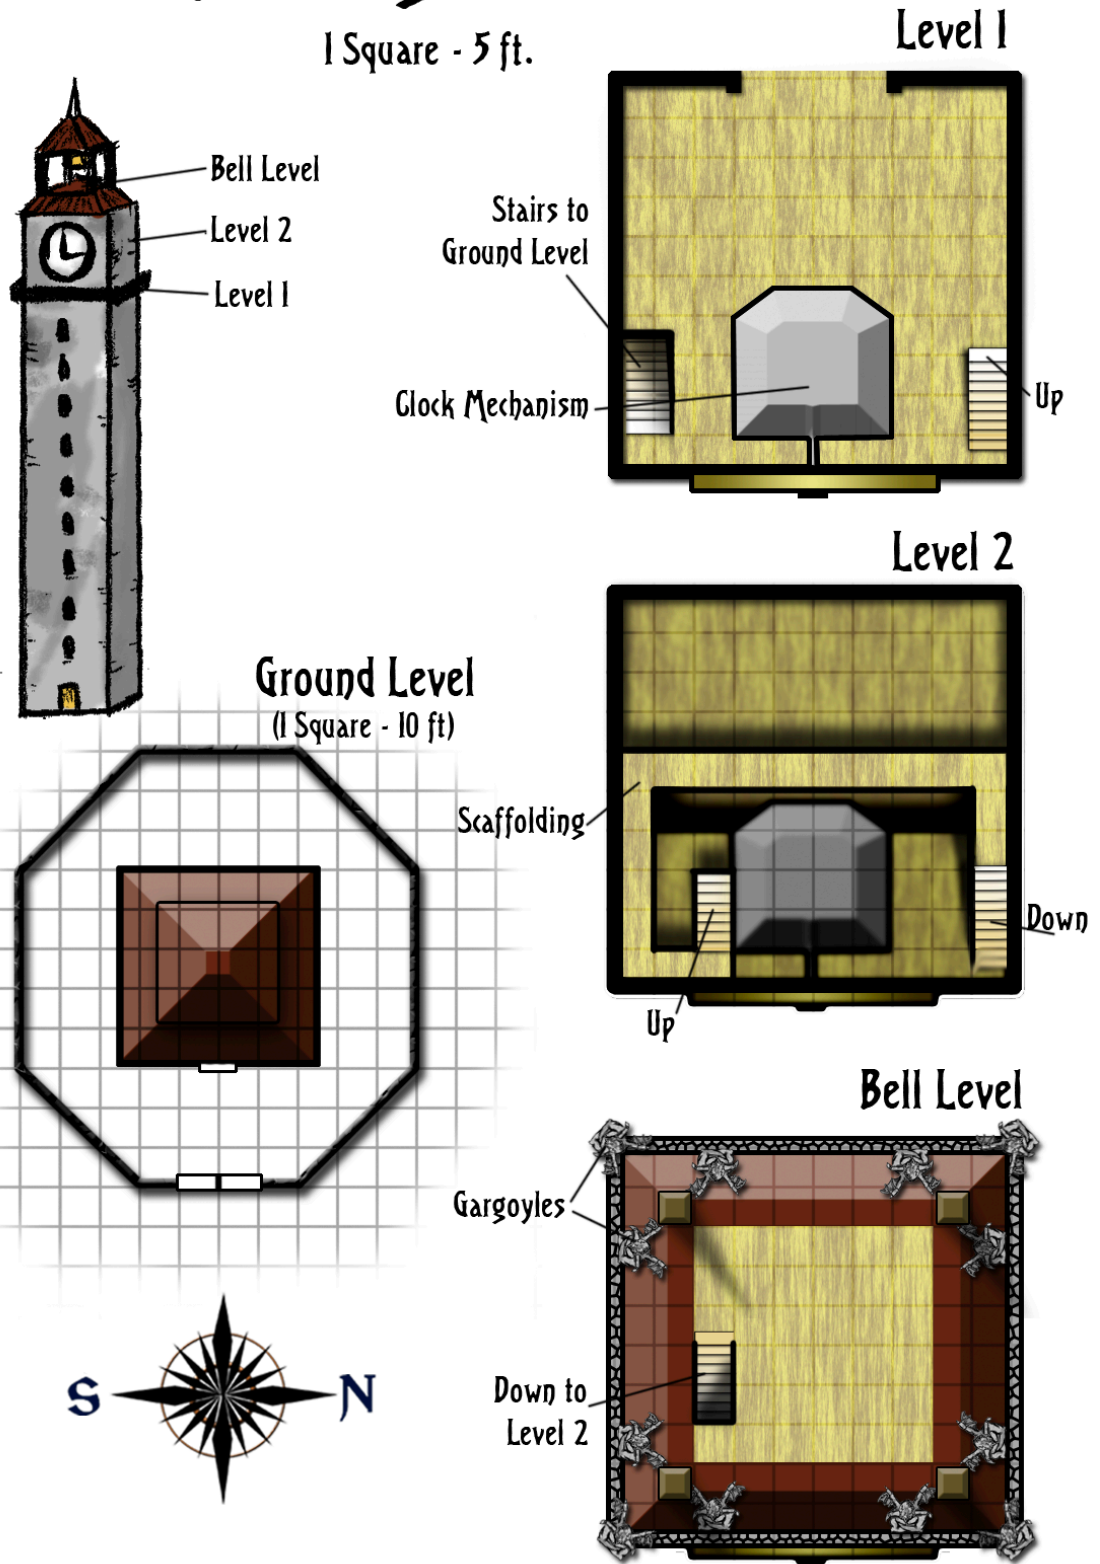 1 Square - 5 ft.
Level 1
Bell Level
Level 2
Level 1
Stairs to
Ground Level
Clock Mechanism
Up
Level 2
Ground Level
(1 Square - 10 ft)
Scaffolding
Down
Up
Bell Level
Gargoyles
Down to
Level 2
S
N